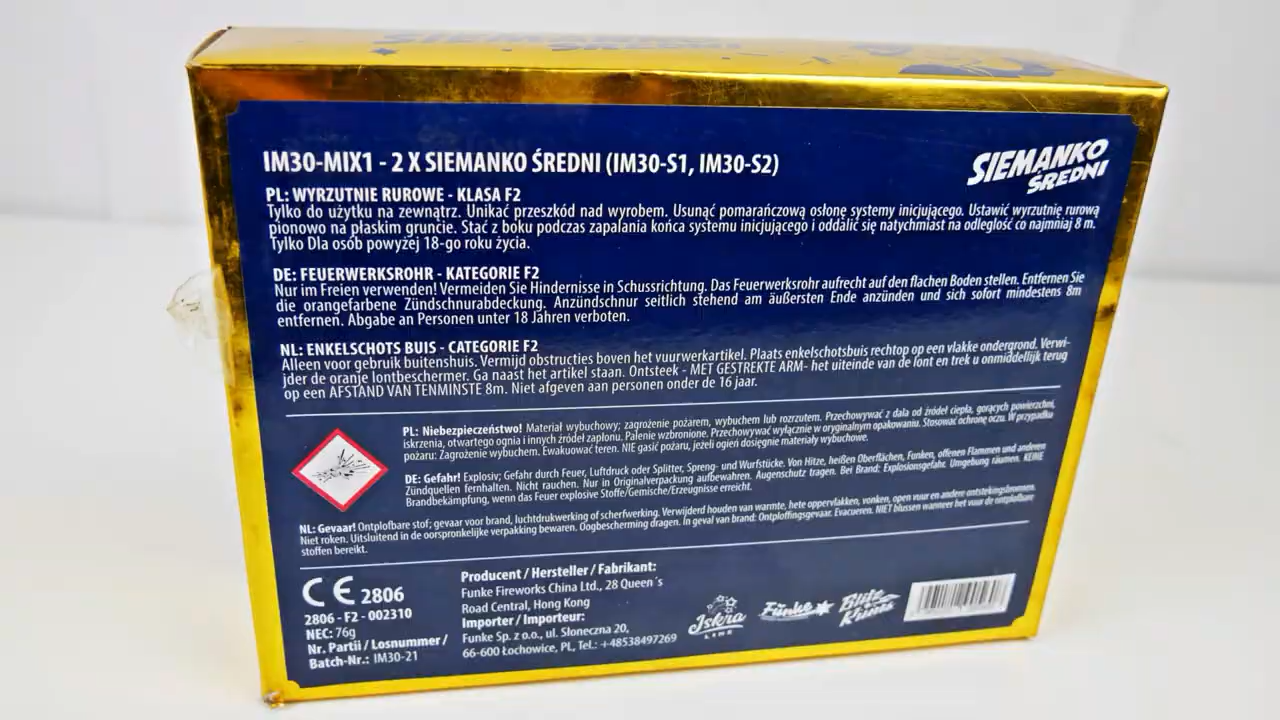 IM30-MIX1 - 2 X SIEMANKO ŚREDNI (IM30-S1, IM30-S2)
SIEMANKO
ŚREDNI
PL: WYRZUTNIE RUROWE - KLASA F2
Tylko do użytku na zewnątrz. Unikać przeszkód nad wyrobem. Usunąć pomarańczową osłonę systemy inicjującego. Ustawić wyrzutnię rurową
pionowo na płaskim gruncie. Stać z boku podczas zapalania końca systemu inicjującego i oddalić się natychmiast na odległość co najmniaj 8 m.
Tylko Dla osób powyżej 18-go roku życia.
DE: FEUERWERKSROHR - KATEGORIE F2
Nur im Freien verwenden! Vermeiden Sie Hindernisse in Schussrichtung. Das Feuerwerksrohr aufrecht auf den flachen Boden stellen. Entfernen Sie
die orangefarbene Zündschnurabdeckung. Anzündschnur seitlich stehend am äußersten Ende anzünden und sich sofort mindestens 8m
entfernen. Abgabe an Personen unter 18 Jahren verboten.
NL: ENKELSCHOTS BUIS - CATEGORIE F2
Alleen voor gebruik buitenshuis. Vermijd obstructies boven het vuurwerkartikel. Plaats enkelschotsbuis rechtop op een vlakke ondergrond. Verwi-
jder de oranje lontbeschermer. Ga naast het artikel staan. Ontsteek - MET GESTREKTE ARM- het uiteinde van de lont en trek u onmiddellijk terug
op een AFSTAND VAN TENMINSTE 8m. Niet afgeven aan personen onder de 16 jaar.
PL: Niebezpieczeństwo! Materiał wybuchowy; zagrożenie pożarem, wybuchem lub rozrzutem. Przechowywać z dala od źródeł ciepła, gorących powierzchni,
iskrzenia, otwartego ognia i innych źródeł zapłonu. Palenie wzbronione. Przechowywać wyłącznie w oryginalnym opakowaniu. Stosować ochronę oczu. W przypadku
pożaru: Zagrożenie wybuchem. Ewakuować teren. NIE gasić pożaru, jeżeli ogień dosięgnie materiały wybuchowe.
DE: Gefahr! Explosiv; Gefahr durch Feuer, Luftdruck oder Splitter, Spreng- und Wurfstücke. Von Hitze, heißen Oberflächen, Funken, offenen Flammen und anderen
Zündquellen fernhalten. Nicht rauchen. Nur in Originalverpackung aufbewahren. Augenschutz tragen. Bei Brand: Explosionsgefahr. Umgebung räumen. KEINE
Brandbekämpfung, wenn das Feuer explosive Stoffe/Gemische/Erzeugnisse erreicht.
NL: Gevaar! Ontplofbare stof; gevaar voor brand, luchtdrukwerking of scherfwerking. Verwijderd houden van warmte, hete oppervlakken, vonken, open vuur en andere ontstekingsbronnen.
Niet roken. Uitsluitend in de oorspronkelijke verpakking bewaren. Oogbescherming dragen. In geval van brand: Ontploffingsgevaar. Evacueren. NIET blussen wanneer het vuur de ontplofbare
stoffen bereikt.
CE 2806
2806 - F2 - 002310
NEC: 76g
Nr. Partii / Losnummer /
Batch-Nr.: IM30-21
Producent / Hersteller / Fabrikant:
Funke Fireworks China Ltd., 28 Queen´s
Road Central, Hong Kong
Importer / Importeur:
Funke Sp. z o.o., ul. Słoneczna 20,
66-600 Łochowice, PL, Tel.: +48538497269
Iskra
LINE
Funke
Blitz
Krims